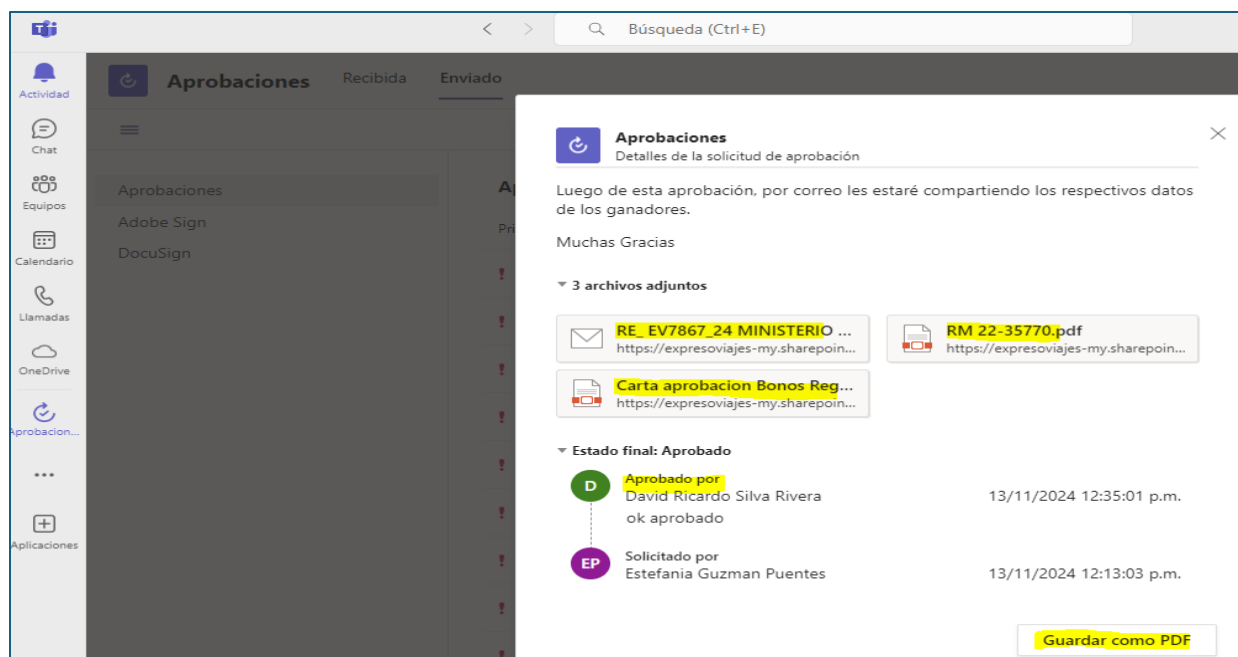 Búsqueda (Ctrl+E)
Actividad
Chat
Equipos
Calendario
Llamadas
OneDrive
Aprobacion...
Aplicaciones
Aprobaciones Recibida Enviado
Aprobaciones
Adobe Sign
DocuSign
Ap
Pri
Aprobaciones
Detalles de la solicitud de aprobación
Luego de esta aprobación, por correo les estaré compartiendo los respectivos datos
de los ganadores.
Muchas Gracias
3 archivos adjuntos
RE_ EV7867_24 MINISTERIO ...
https://expresoviajes-my.sharepoin...
RM 22-35770.pdf
https://expresoviajes-my.sharepoin...
Carta aprobacion Bonos Reg...
https://expresoviajes-my.sharepoin...
Estado final: Aprobado
D
Aprobado por
David Ricardo Silva Rivera 13/11/2024 12:35:01 p.m.
ok aprobado
EP
Solicitado por
Estefania Guzman Puentes 13/11/2024 12:13:03 p.m.
Guardar como PDF